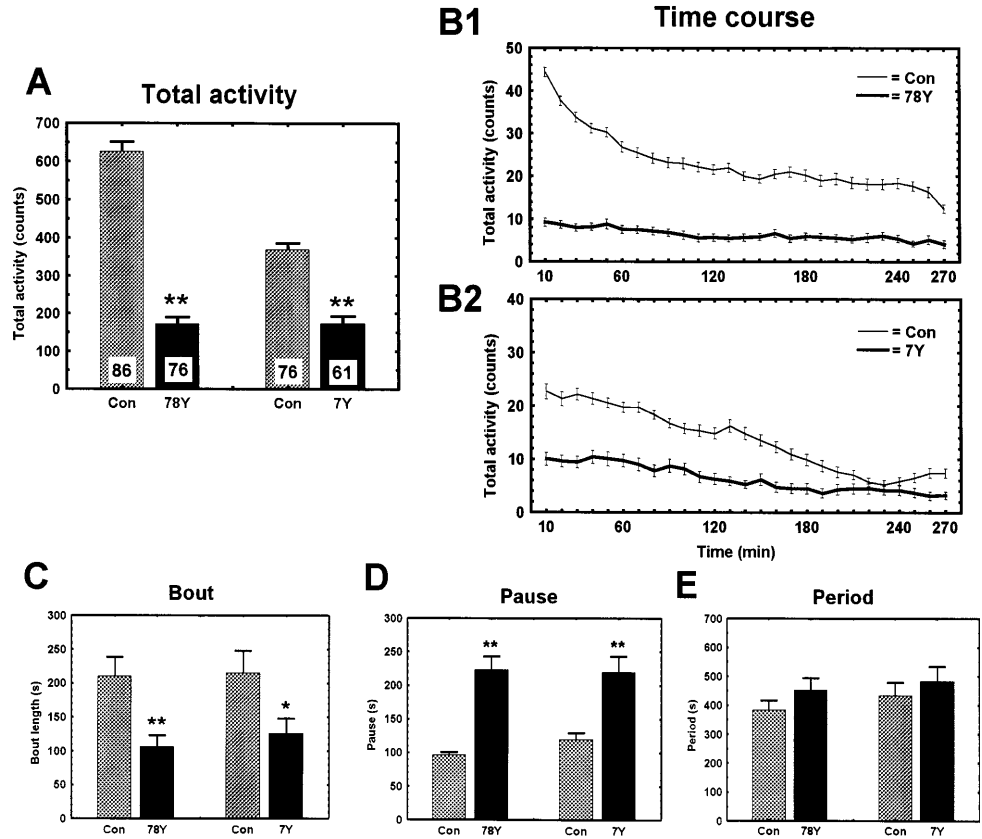 A
Total activity
Total activity (counts)
700
600
500
400
300
200
100
0
**
**
86
76
76
61
Con
78Y
Con
7Y
Time course
B1
Total activity (counts)
50
40
30
20
10
0
= Con
= 78Y
10
60
120
180
240
270
B2
Total activity (counts)
40
30
20
10
0
= Con
= 7Y
10
60
120
180
240
270
Time (min)
C
Bout
Bout length (s)
300
250
200
150
100
50
0
**
*
Con
78Y
Con
7Y
D
Pause
Pause (s)
300
250
200
150
100
50
0
**
**
Con
78Y
Con
7Y
E
Period
Period (s)
700
600
500
400
300
200
100
0
Con
78Y
Con
7Y